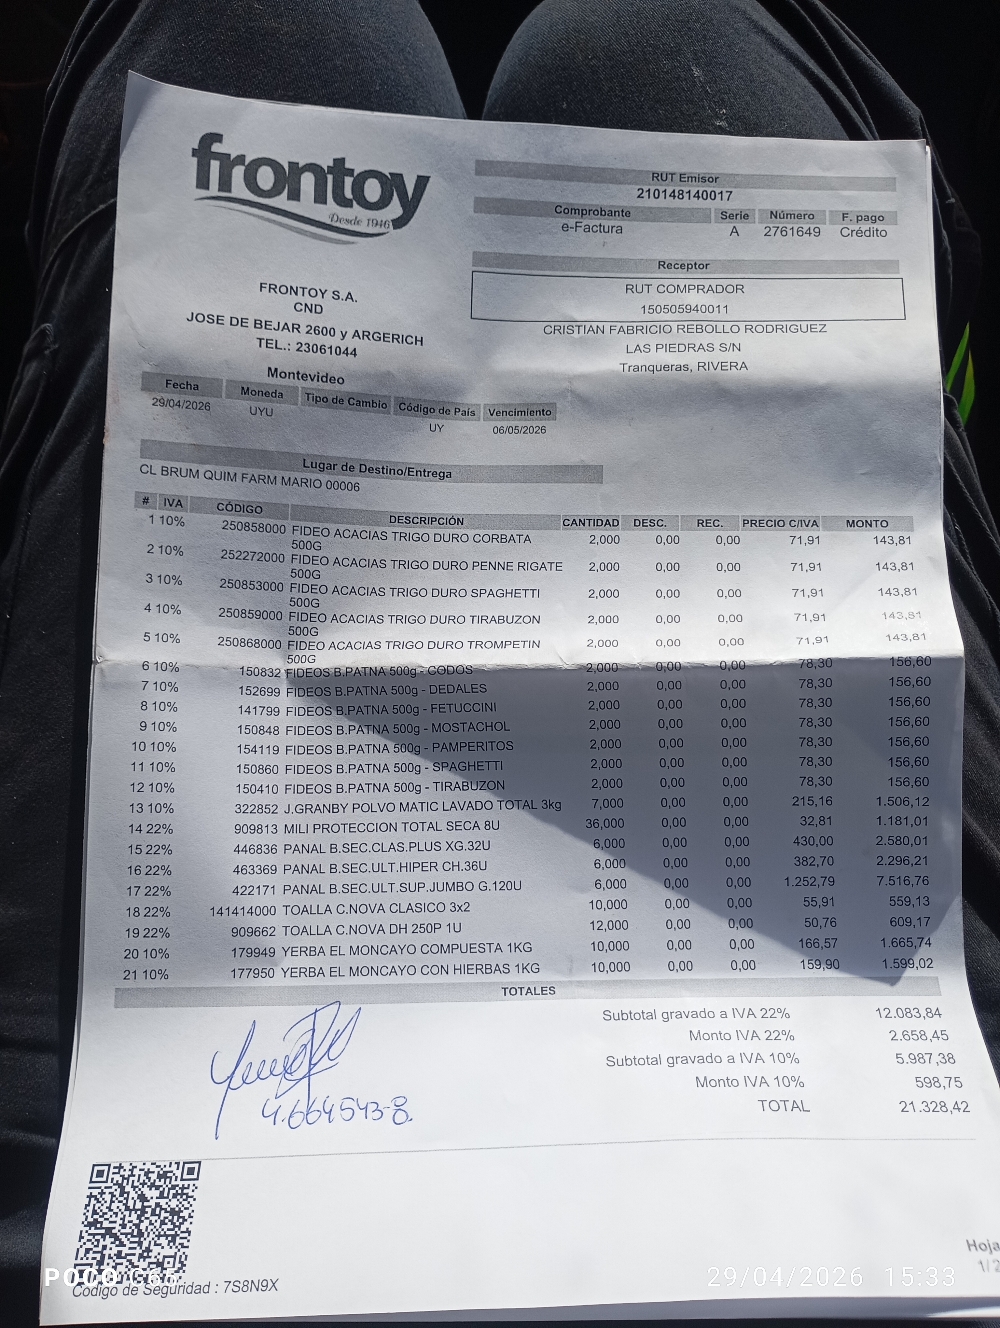 frontoy
Desde 1946
RUT Emisor
210148140017
Comprobante Serie Número F. pago
e-Factura A 2761649 Crédito
Receptor
RUT COMPRADOR
150505940011
CRISTIAN FABRICIO REBOLLO RODRIGUEZ
LAS PIEDRAS S/N
Tranqueras, RIVERA
FRONTOY S.A.
CND
JOSE DE BEJAR 2600 y ARGERICH
TEL.: 23061044
Montevideo
Fecha Moneda Tipo de Cambio Código de País Vencimiento
29/04/2026 UYU UY 06/05/2026
Lugar de Destino/Entrega
CL BRUM QUIM FARM MARIO 00006
# IVA CÓDIGO DESCRIPCIÓN CANTIDAD DESC. REC. PRECIO C/IVA MONTO
1 10% 250858000 FIDEO ACACIAS TRIGO DURO CORBATA 2,000 0,00 0,00 71,91 143,81
500G
2 10% 252272000 FIDEO ACACIAS TRIGO DURO PENNE RIGATE 2,000 0,00 0,00 71,91 143,81
500G
3 10% 250853000 FIDEO ACACIAS TRIGO DURO SPAGHETTI 2,000 0,00 0,00 71,91 143,81
500G
4 10% 250859000 FIDEO ACACIAS TRIGO DURO TIRABUZON 2,000 0,00 0,00 71,91 143,81
500G
5 10% 250868000 FIDEO ACACIAS TRIGO DURO TROMPETIN 2,000 0,00 0,00 71,91 143,81
500G
6 10% 150832 FIDEOS B.PATNA 500g - CODOS 2,000 0,00 0,00 78,30 156,60
7 10% 152699 FIDEOS B.PATNA 500g - DEDALES 2,000 0,00 0,00 78,30 156,60
8 10% 141799 FIDEOS B.PATNA 500g - FETUCCINI 2,000 0,00 0,00 78,30 156,60
9 10% 150848 FIDEOS B.PATNA 500g - MOSTACHOL 2,000 0,00 0,00 78,30 156,60
10 10% 154119 FIDEOS B.PATNA 500g - PAMPERITOS 2,000 0,00 0,00 78,30 156,60
11 10% 150860 FIDEOS B.PATNA 500g - SPAGHETTI 2,000 0,00 0,00 78,30 156,60
12 10% 150410 FIDEOS B.PATNA 500g - TIRABUZON 2,000 0,00 0,00 78,30 156,60
13 10% 322852 J.GRANBY POLVO MATIC LAVADO TOTAL 3kg 7,000 0,00 0,00 215,16 1.506,12
14 22% 909813 MILI PROTECCION TOTAL SECA 8U 36,000 0,00 0,00 32,81 1.181,01
15 22% 446836 PANAL B.SEC.CLAS.PLUS XG.32U 6,000 0,00 0,00 430,00 2.580,01
16 22% 463369 PANAL B.SEC.ULT.HIPER CH.36U 6,000 0,00 0,00 382,70 2.296,21
17 22% 422171 PANAL B.SEC.ULT.SUP.JUMBO G.120U 6,000 0,00 0,00 1.252,79 7.516,76
18 22% 141414000 TOALLA C.NOVA CLASICO 3x2 10,000 0,00 0,00 55,91 559,13
19 22% 909662 TOALLA C.NOVA DH 250P 1U 12,000 0,00 0,00 50,76 609,17
20 10% 179949 YERBA EL MONCAYO COMPUESTA 1KG 10,000 0,00 0,00 166,57 1.665,74
21 10% 177950 YERBA EL MONCAYO CON HIERBAS 1KG 10,000 0,00 0,00 159,90 1.599,02
TOTALES
Subtotal gravado a IVA 22% 12.083,84
Monto IVA 22% 2.658,45
Subtotal gravado a IVA 10% 5.987,38
Monto IVA 10% 598,75
TOTAL 21.328,42
4.664543-8.
Hoja
1/2
POCO
Código de Seguridad : 7S8N9X
29/04/2026 15:33